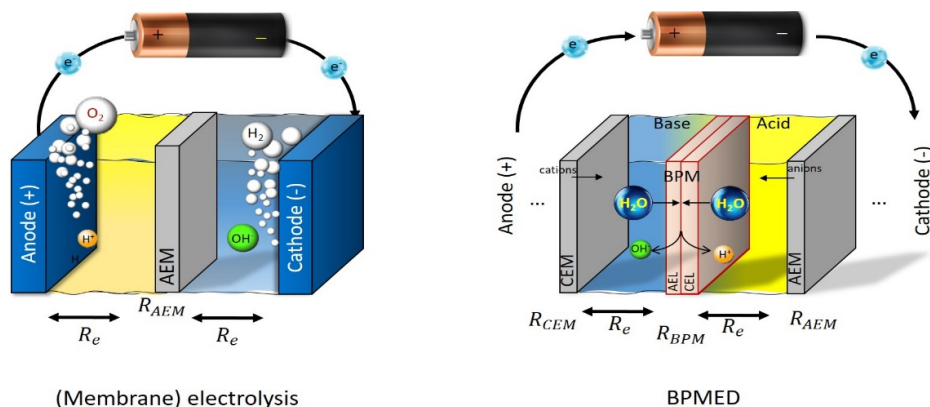 + −
e⁻ e⁻
O₂
H₂
Anode (+)
H⁺
H
AEM
OH⁻
Cathode (-)
R_AEM
R_e R_e
(Membrane) electrolysis
+ −
e⁻ e⁻
Base Acid
cations
BPM
anions
Anode (+)
...
H₂O H₂O
...
Cathode (-)
OH⁻
H⁺
CEM
AEL
CEL
AEM
R_CEM R_e R_BPM R_e R_AEM
BPMED